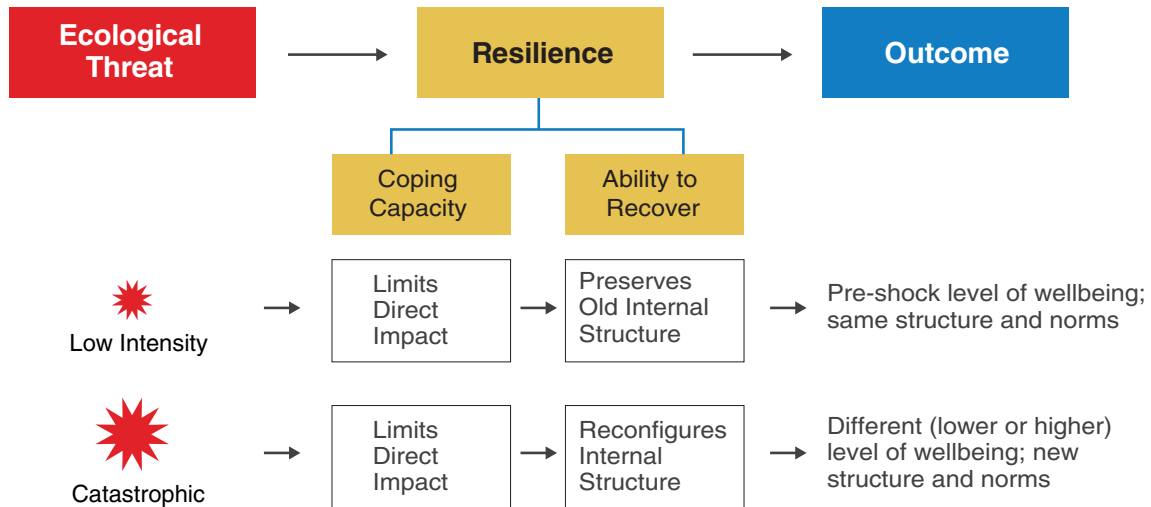 Ecological
Threat
Resilience
Outcome
Coping
Capacity
Ability to
Recover
Low Intensity
Limits
Direct
Impact
Preserves
Old Internal
Structure
Pre-shock level of wellbeing;
same structure and norms
Catastrophic
Limits
Direct
Impact
Reconfigures
Internal
Structure
Different (lower or higher)
level of wellbeing; new
structure and norms